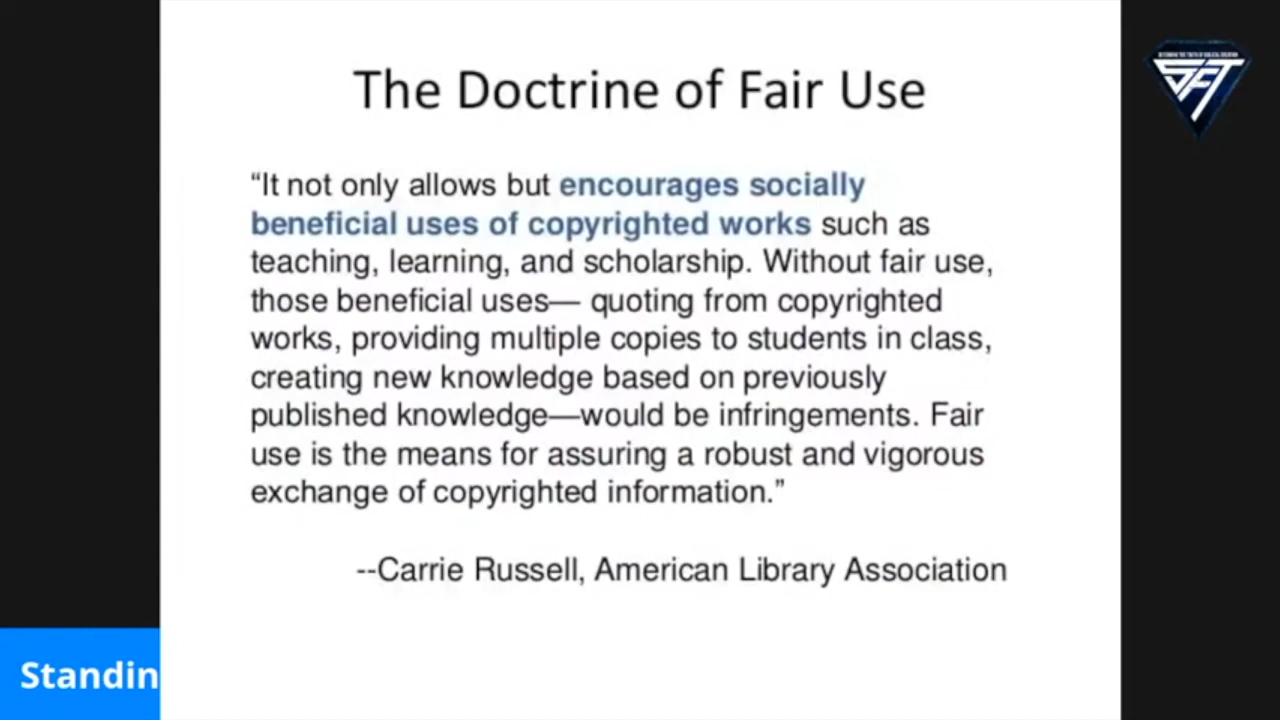 The Doctrine of Fair Use
SFT
“It not only allows but encourages socially
beneficial uses of copyrighted works such as
teaching, learning, and scholarship. Without fair use,
those beneficial uses— quoting from copyrighted
works, providing multiple copies to students in class,
creating new knowledge based on previously
published knowledge—would be infringements. Fair
use is the means for assuring a robust and vigorous
exchange of copyrighted information.”
--Carrie Russell, American Library Association
Standin